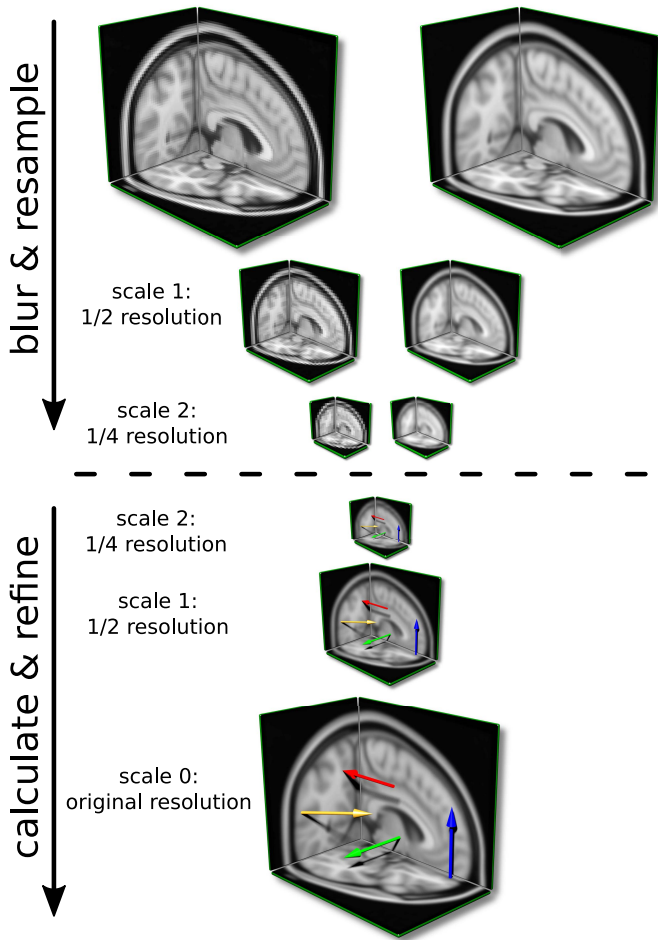 blur & resample
scale 1:
1/2 resolution
scale 2:
1/4 resolution
calculate & refine
scale 2:
1/4 resolution
scale 1:
1/2 resolution
scale 0:
original resolution